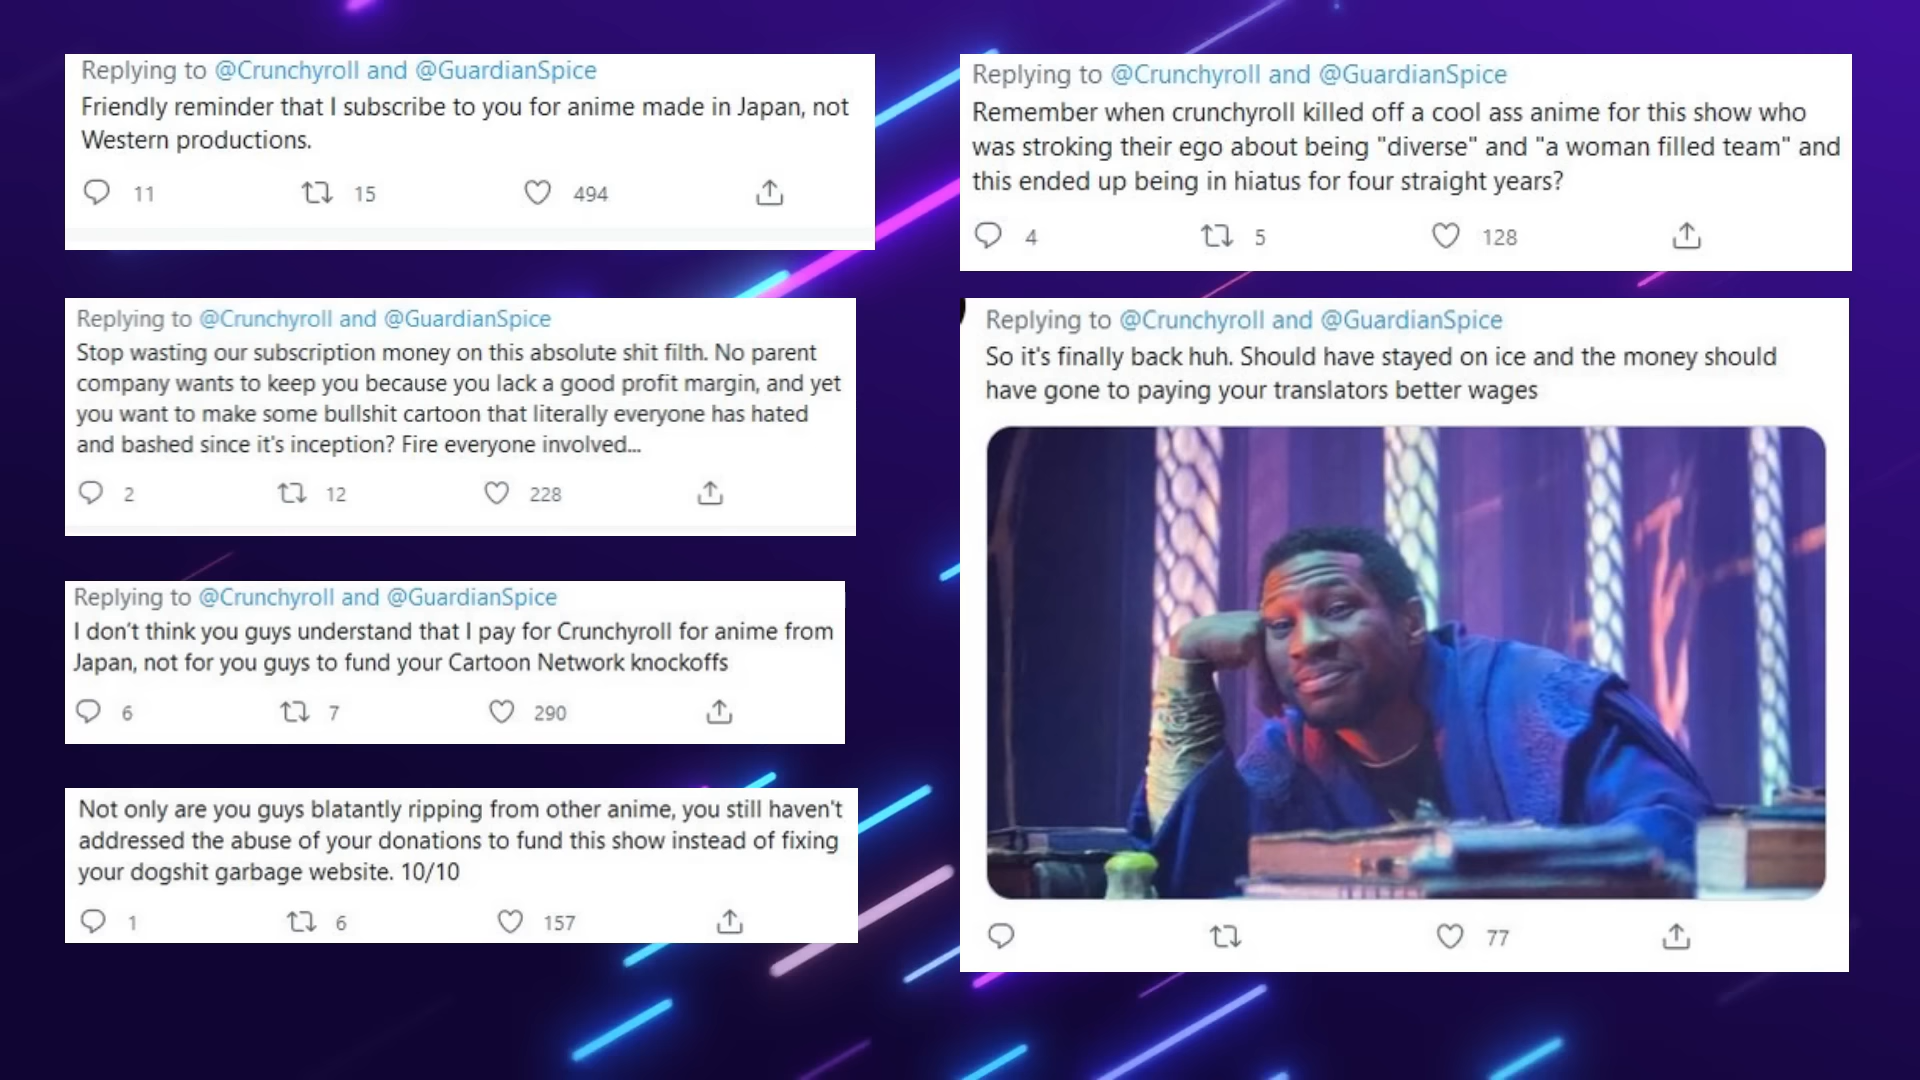 Replying to @Crunchyroll and @GuardianSpice
Friendly reminder that I subscribe to you for anime made in Japan, not
Western productions.
11 15 494
Replying to @Crunchyroll and @GuardianSpice
Stop wasting our subscription money on this absolute shit filth. No parent
company wants to keep you because you lack a good profit margin, and yet
you want to make some bullshit cartoon that literally everyone has hated
and bashed since it's inception? Fire everyone involved...
2 12 228
Replying to @Crunchyroll and @GuardianSpice
I don't think you guys understand that I pay for Crunchyroll for anime from
Japan, not for you guys to fund your Cartoon Network knockoffs
6 7 290
Not only are you guys blatantly ripping from other anime, you still haven't
addressed the abuse of your donations to fund this show instead of fixing
your dogshit garbage website. 10/10
1 6 157
Replying to @Crunchyroll and @GuardianSpice
Remember when crunchyroll killed off a cool ass anime for this show who
was stroking their ego about being "diverse" and "a woman filled team" and
this ended up being in hiatus for four straight years?
4 5 128
Replying to @Crunchyroll and @GuardianSpice
So it's finally back huh. Should have stayed on ice and the money should
have gone to paying your translators better wages
77